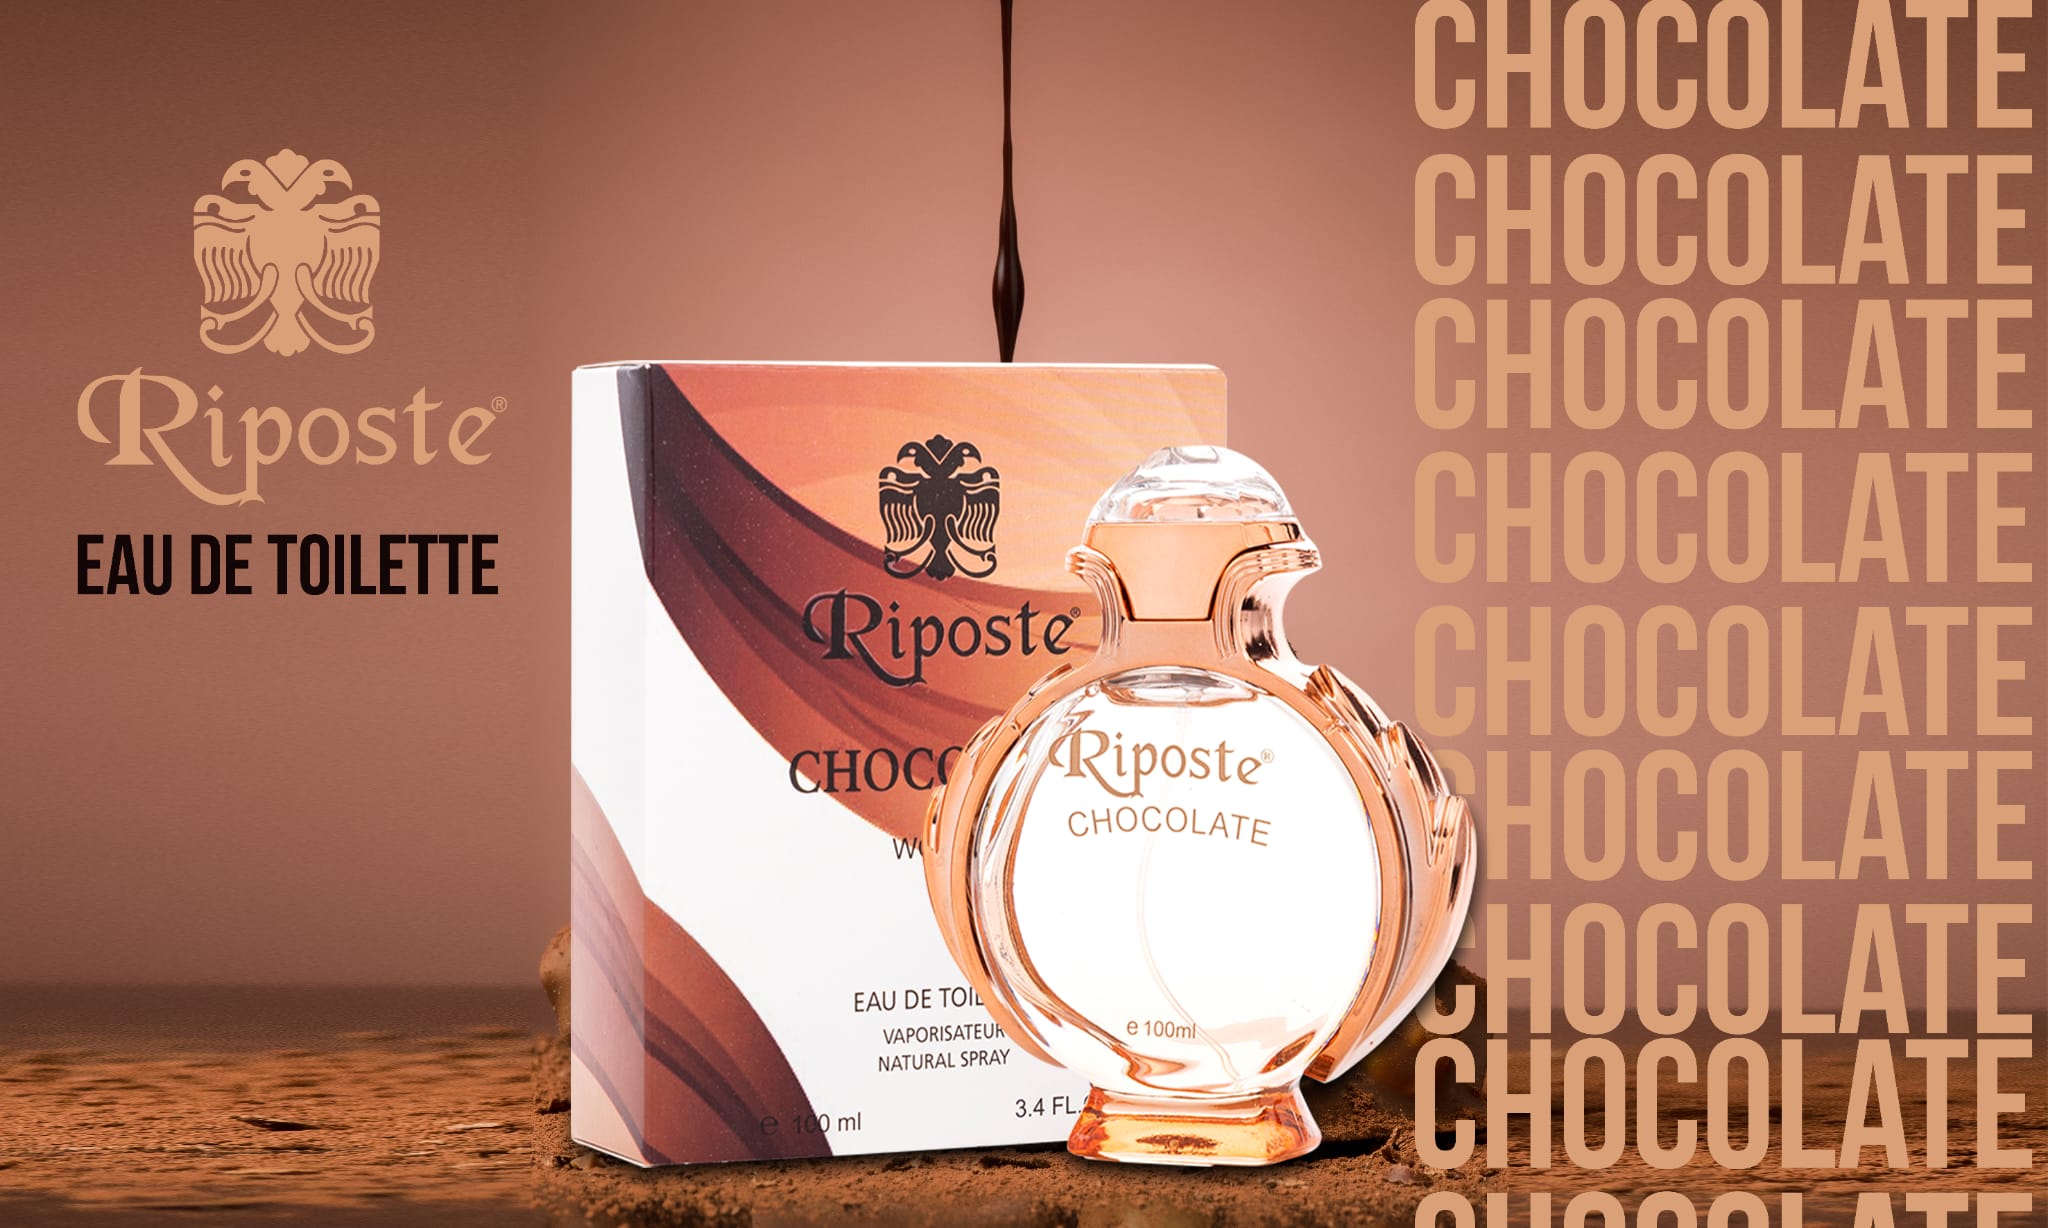 Riposte®
EAU DE TOILETTE
Riposte®
CHOCO
WO
EAU DE TOIL
VAPORISATEUR
NATURAL SPRAY
e 100 ml
3.4 FL.
Riposte®
CHOCOLATE
e 100ml
CHOCOLATE
CHOCOLATE
CHOCOLATE
CHOCOLATE
CHOCOLATE
CHOCOLATE
CHOCOLATE
CHOCOLATE
CHOCOLATE